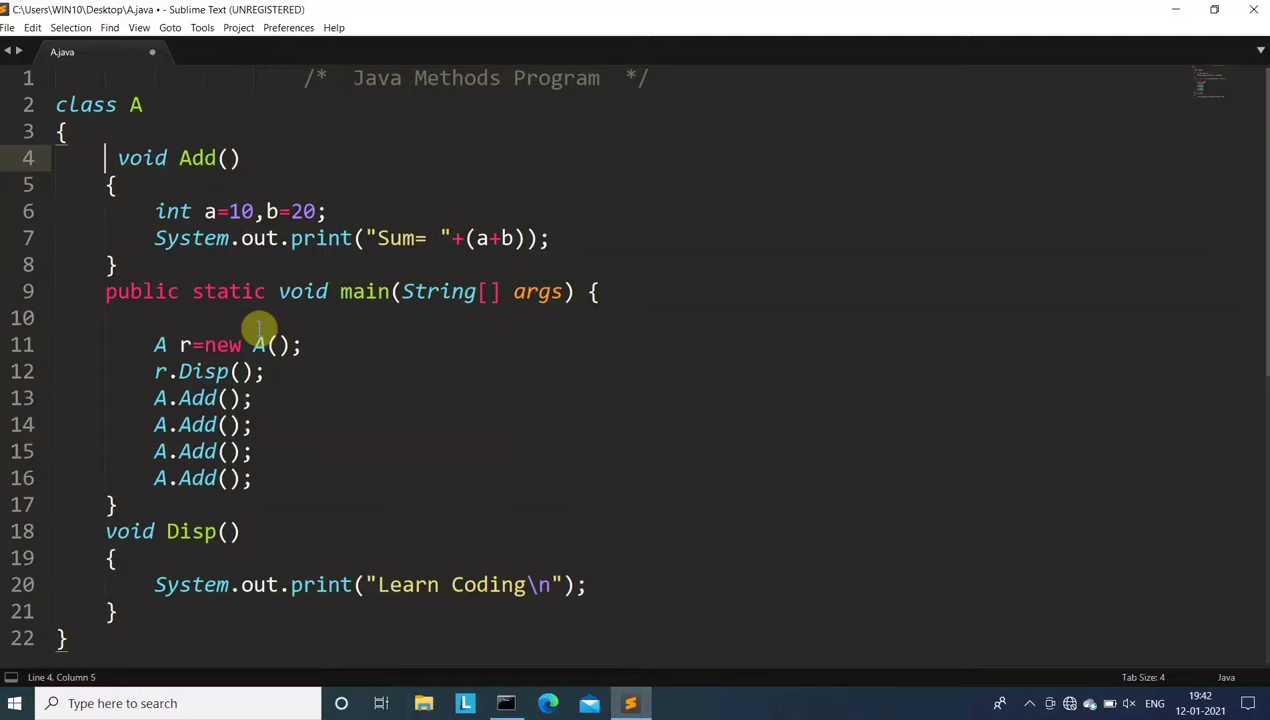 C:\Users\WIN10\Desktop\A.java • - Sublime Text (UNREGISTERED)
File Edit Selection Find View Goto Tools Project Preferences Help
A.java
1 /* Java Methods Program */
2 class A
3 {
4 void Add()
5 {
6 int a=10,b=20;
7 System.out.print("Sum= "+(a+b));
8 }
9 public static void main(String[] args) {
10
11 A r=new A();
12 r.Disp();
13 A.Add();
14 A.Add();
15 A.Add();
16 A.Add();
17 }
18 void Disp()
19 {
20 System.out.print("Learn Coding\n");
21 }
22 }
Line 4, Column 5 Tab Size: 4 Java
Type here to search L ENG 19:42
12-01-2021